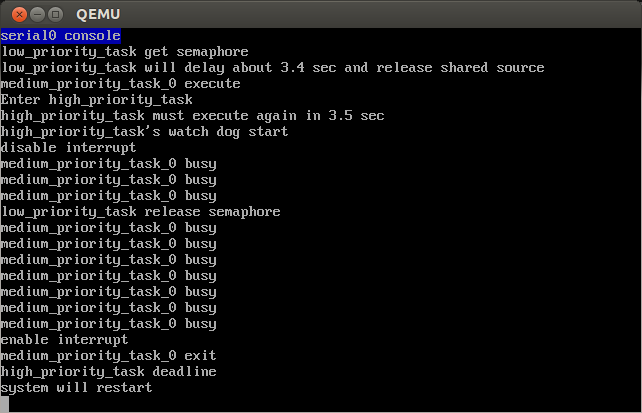 QEMU
serial0 console
low_priority_task get semaphore
low_priority_task will delay about 3.4 sec and release shared source
medium_priority_task_0 execute
Enter high_priority_task
high_priority_task must execute again in 3.5 sec
high_priority_task's watch dog start
disable interrupt
medium_priority_task_0 busy
medium_priority_task_0 busy
medium_priority_task_0 busy
low_priority_task release semaphore
medium_priority_task_0 busy
medium_priority_task_0 busy
medium_priority_task_0 busy
medium_priority_task_0 busy
medium_priority_task_0 busy
medium_priority_task_0 busy
medium_priority_task_0 busy
enable interrupt
medium_priority_task_0 exit
high_priority_task deadline
system will restart